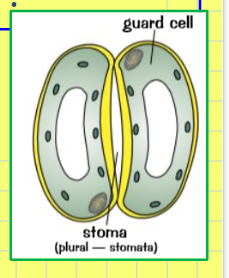 guard cell
stoma
(plural — stomata)